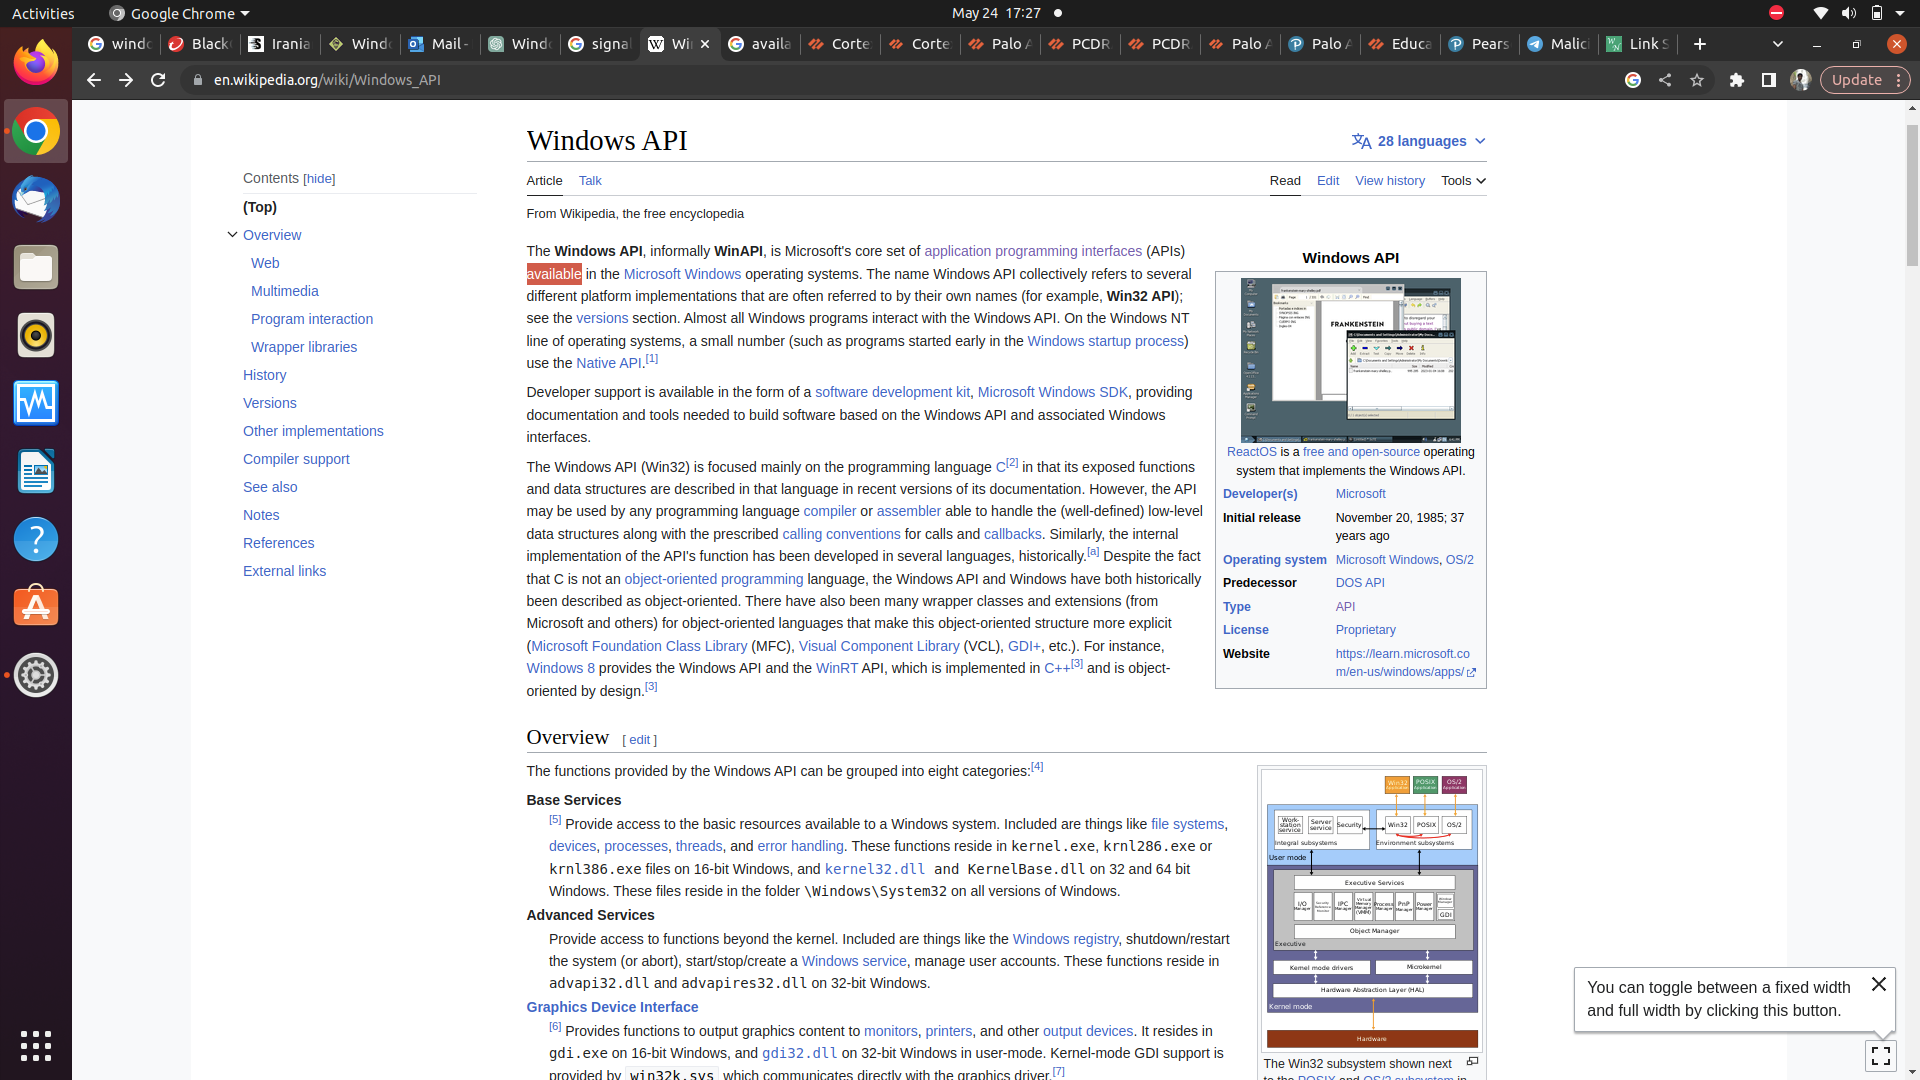 Activities
Google Chrome
May 24 17:27
windo
Black
Irania
Windo
Mail -
Windo
signal
Wi
availa
Corte
Corte
Palo A
PCDR
PCDR
Palo A
Palo A
Educa
Pears
Malici
Link S
en.wikipedia.org/wiki/Windows_API
Update
Windows API
28 languages
Contents [hide]
(Top)
Overview
Web
Multimedia
Program interaction
Wrapper libraries
History
Versions
Other implementations
Compiler support
See also
Notes
References
External links
Article Talk
Read Edit View history Tools
From Wikipedia, the free encyclopedia
The Windows API, informally WinAPI, is Microsoft's core set of application programming interfaces (APIs)
available in the Microsoft Windows operating systems. The name Windows API collectively refers to several
different platform implementations that are often referred to by their own names (for example, Win32 API);
see the versions section. Almost all Windows programs interact with the Windows API. On the Windows NT
line of operating systems, a small number (such as programs started early in the Windows startup process)
use the Native API.[1]
Developer support is available in the form of a software development kit, Microsoft Windows SDK, providing
documentation and tools needed to build software based on the Windows API and associated Windows
interfaces.
The Windows API (Win32) is focused mainly on the programming language C[2] in that its exposed functions
and data structures are described in that language in recent versions of its documentation. However, the API
may be used by any programming language compiler or assembler able to handle the (well-defined) low-level
data structures along with the prescribed calling conventions for calls and callbacks. Similarly, the internal
implementation of the API's function has been developed in several languages, historically.[a] Despite the fact
that C is not an object-oriented programming language, the Windows API and Windows have both historically
been described as object-oriented. There have also been many wrapper classes and extensions (from
Microsoft and others) for object-oriented languages that make this object-oriented structure more explicit
(Microsoft Foundation Class Library (MFC), Visual Component Library (VCL), GDI+, etc.). For instance,
Windows 8 provides the Windows API and the WinRT API, which is implemented in C++[3] and is object-
oriented by design.[3]
Windows API
FRANKENSTEIN
ReactOS is a free and open-source operating
system that implements the Windows API.
Developer(s) Microsoft
Initial release November 20, 1985; 37
years ago
Operating system Microsoft Windows, OS/2
Predecessor DOS API
Type API
License Proprietary
Website https://learn.microsoft.co
m/en-us/windows/apps/
Overview [ edit ]
The functions provided by the Windows API can be grouped into eight categories:[4]
Base Services
[5] Provide access to the basic resources available to a Windows system. Included are things like file systems,
devices, processes, threads, and error handling. These functions reside in kernel.exe, krnl286.exe or
krnl386.exe files on 16-bit Windows, and kernel32.dll and KernelBase.dll on 32 and 64 bit
Windows. These files reside in the folder \Windows\System32 on all versions of Windows.
Advanced Services
Provide access to functions beyond the kernel. Included are things like the Windows registry, shutdown/restart
the system (or abort), start/stop/create a Windows service, manage user accounts. These functions reside in
advapi32.dll and advapires32.dll on 32-bit Windows.
Graphics Device Interface
[6] Provides functions to output graphics content to monitors, printers, and other output devices. It resides in
gdi.exe on 16-bit Windows, and gdi32.dll on 32-bit Windows in user-mode. Kernel-mode GDI support is
provided by win32k.sys which communicates directly with the graphics driver.[7]
Win32 Application
POSIX Application
OS/2 Application
Work-station service
Server service
Security
Win32
POSIX
OS/2
Integral subsystems
Environment subsystems
User mode
Executive Services
I/O Manager
IPC Manager
Virtual Memory Manager (VMM)
Process Manager
PnP Manager
Power Manager
GDI
Object Manager
Executive
Kernel mode drivers
Microkernel
Hardware Abstraction Layer (HAL)
Kernel mode
Hardware
The Win32 subsystem shown next
to the POSIX and OS/2 subsystem in
You can toggle between a fixed width
and full width by clicking this button.